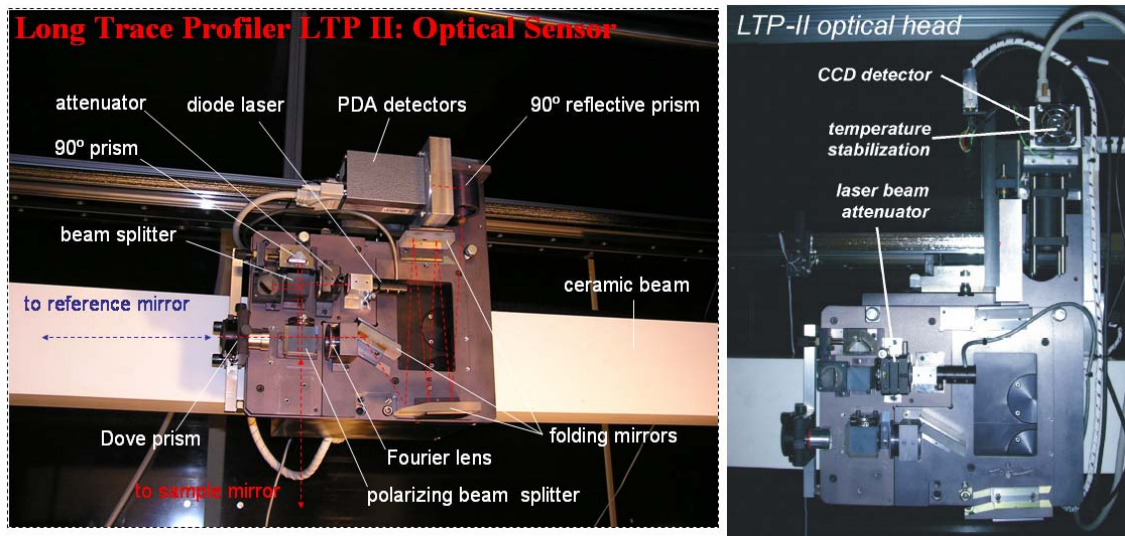 Long Trace Profiler LTP II: Optical Sensor
attenuator
diode laser
PDA detectors
90º reflective prism
90º prism
beam splitter
ceramic beam
to reference mirror
Dove prism
Fourier lens
folding mirrors
to sample mirror
polarizing beam splitter
LTP-II optical head
CCD detector
temperature
stabilization
laser beam
attenuator